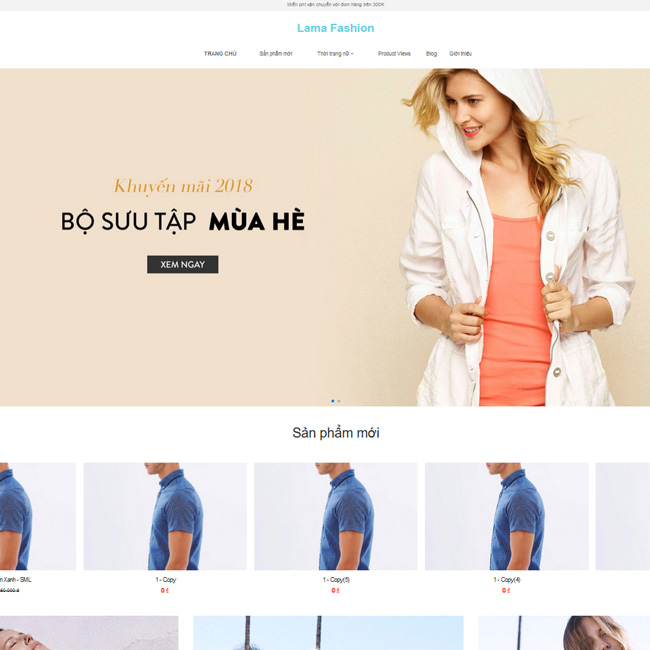 Miễn phí vận chuyển với đơn hàng trên 300K
Lama Fashion
TRANG CHỦ Sản phẩm mới Thời trang nữ Product Views Blog Giới thiệu
Khuyến mãi 2018
BỘ SƯU TẬP MÙA HÈ
XEM NGAY
Sản phẩm mới
Xanh - SML 1 - Copy 1 - Copy(5) 1 - Copy(4)
0 ₫ 0 ₫ 0 ₫